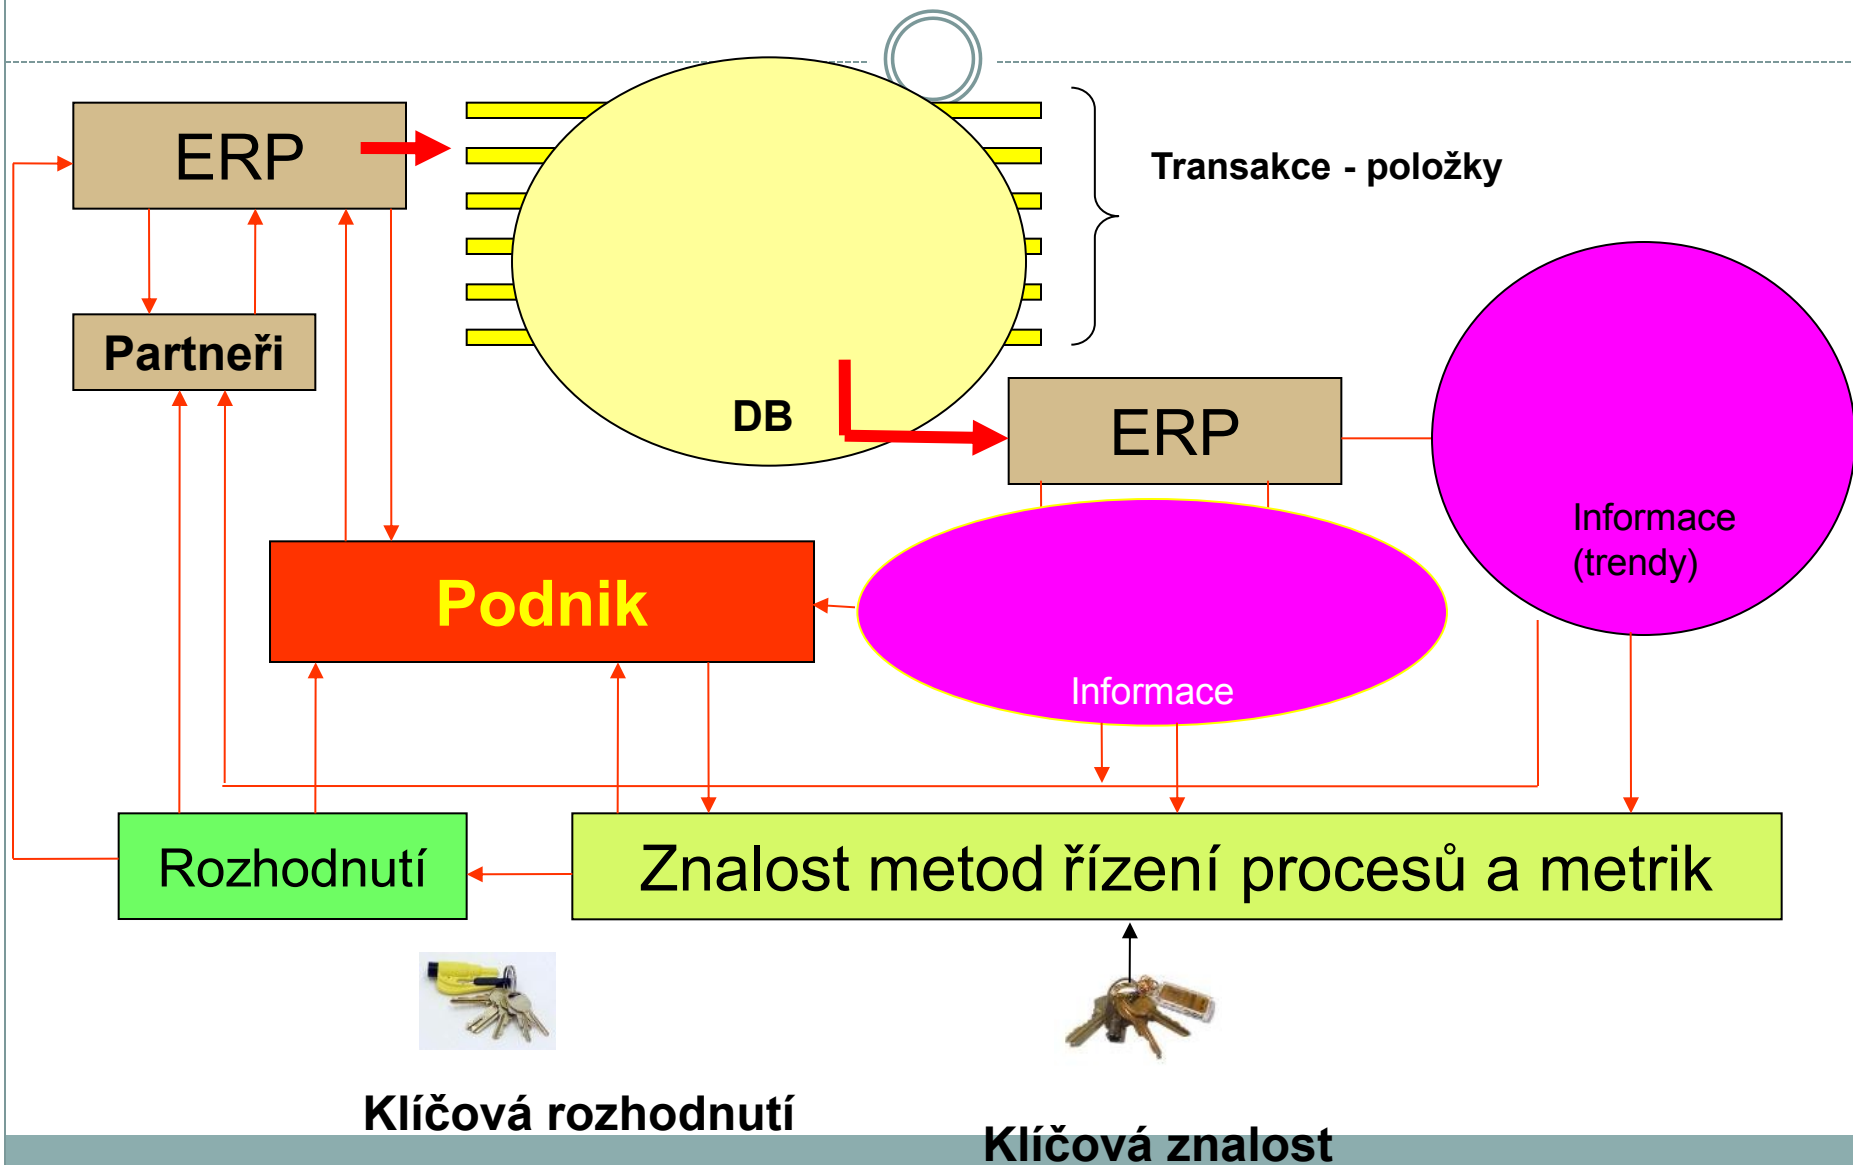 ERP
Transakce - položky
Partneři
DB
ERP
Informace
(trendy)
Podnik
Informace
Rozhodnutí
Znalost metod řízení procesů a metrik
Klíčová rozhodnutí
Klíčová znalost